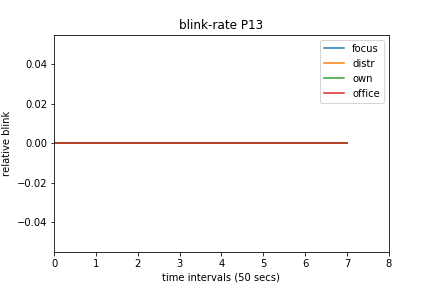 blink-rate P13
focus
distr
own
office
0.04
0.02
0.00
−0.02
−0.04
relative blink
0 1 2 3 4 5 6 7 8
time intervals (50 secs)